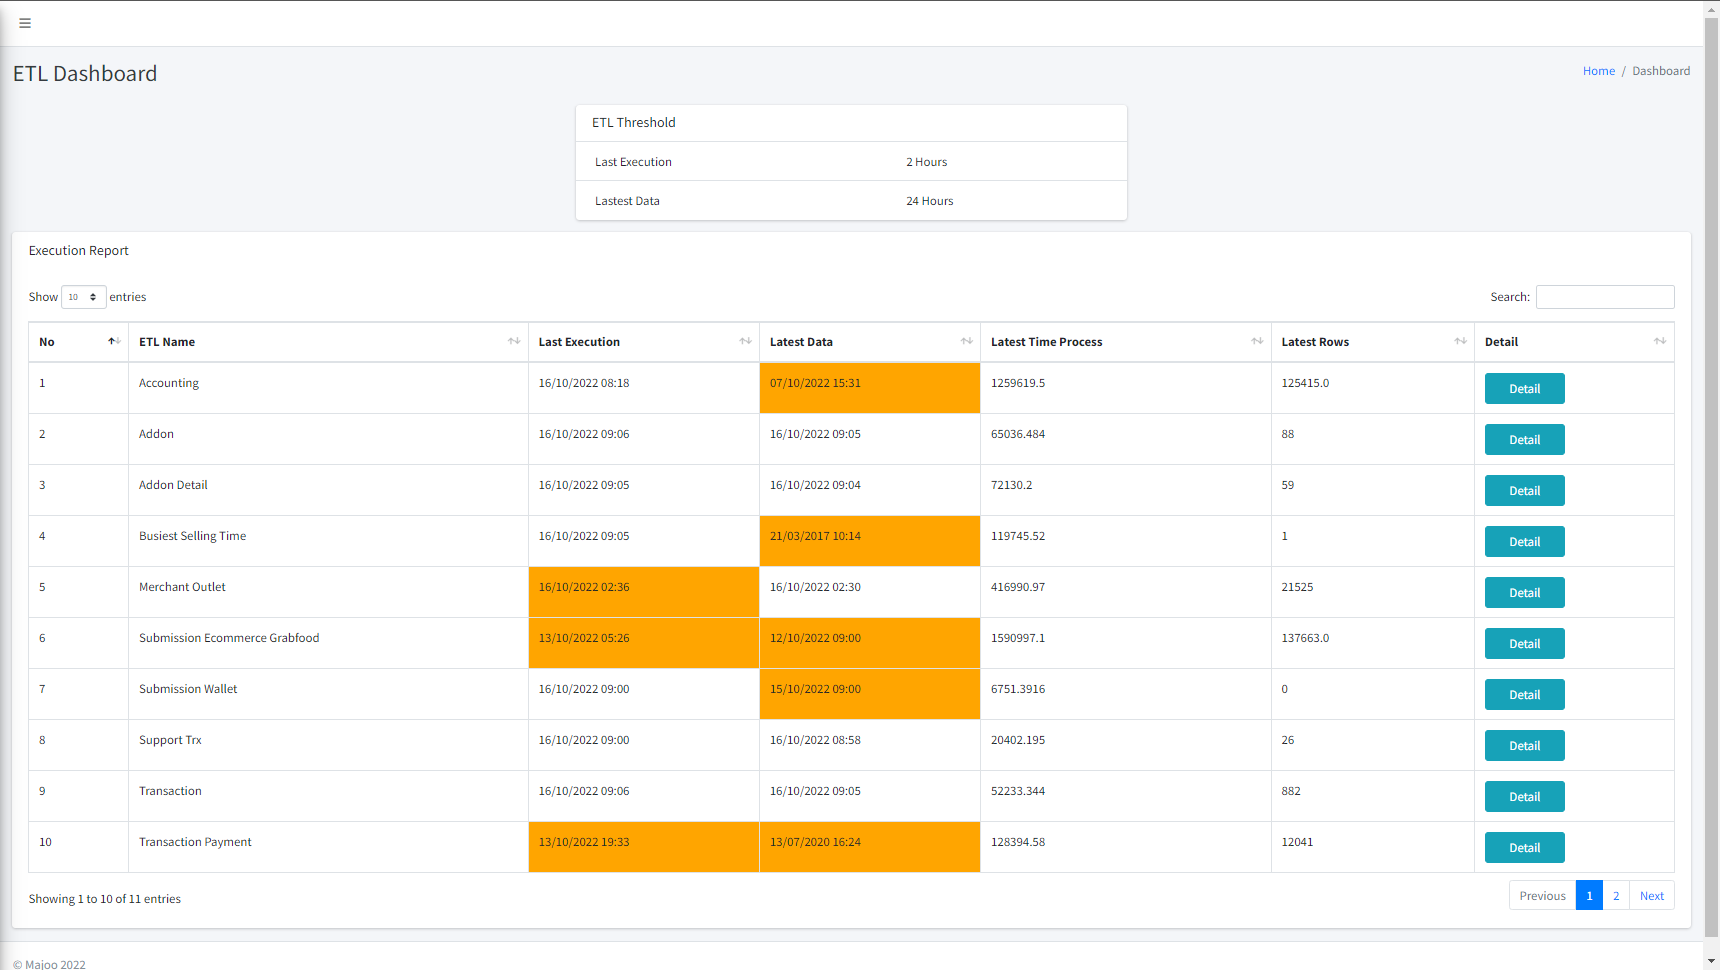 ETL Dashboard
Home / Dashboard
ETL Threshold
Last Execution 2 Hours
Lastest Data 24 Hours
Execution Report
Show 10 entries Search:
No ETL Name Last Execution Latest Data Latest Time Process Latest Rows Detail
1 Accounting 16/10/2022 08:18 07/10/2022 15:31 1259619.5 125415.0 Detail
2 Addon 16/10/2022 09:06 16/10/2022 09:05 65036.484 88 Detail
3 Addon Detail 16/10/2022 09:05 16/10/2022 09:04 72130.2 59 Detail
4 Busiest Selling Time 16/10/2022 09:05 21/03/2017 10:14 119745.52 1 Detail
5 Merchant Outlet 16/10/2022 02:36 16/10/2022 02:30 416990.97 21525 Detail
6 Submission Ecommerce Grabfood 13/10/2022 05:26 12/10/2022 09:00 1590997.1 137663.0 Detail
7 Submission Wallet 16/10/2022 09:00 15/10/2022 09:00 6751.3916 0 Detail
8 Support Trx 16/10/2022 09:00 16/10/2022 08:58 20402.195 26 Detail
9 Transaction 16/10/2022 09:06 16/10/2022 09:05 52233.344 882 Detail
10 Transaction Payment 13/10/2022 19:33 13/07/2020 16:24 128394.58 12041 Detail
Showing 1 to 10 of 11 entries
Previous 1 2 Next
© Majoo 2022